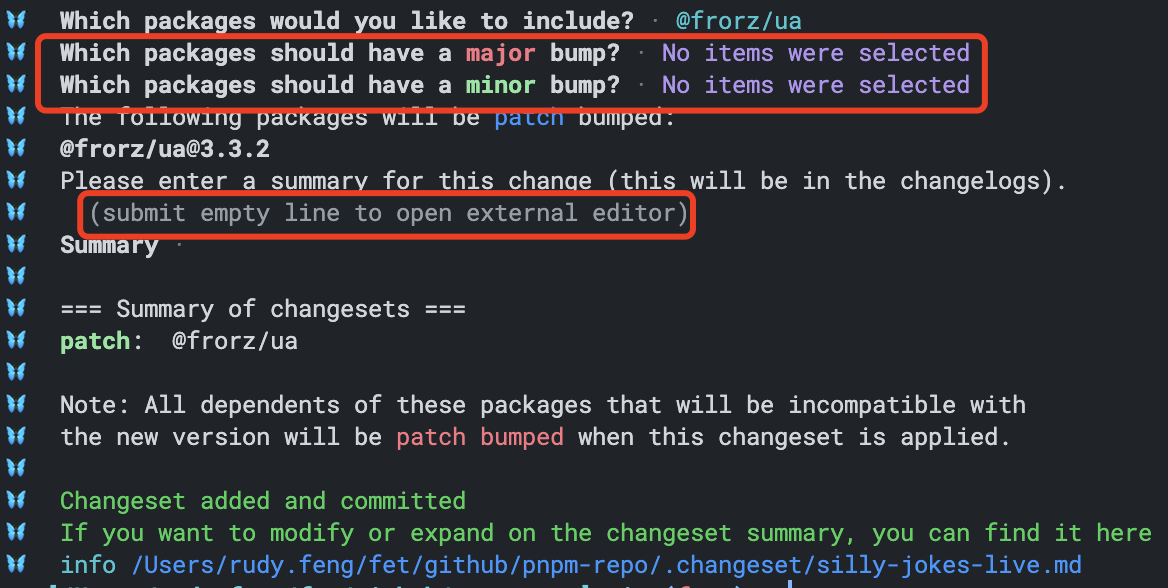 Which packages would you like to include? · @frorz/ua
Which packages should have a major bump? · No items were selected
Which packages should have a minor bump? · No items were selected
The following packages will be patch bumped:
@frorz/ua@3.3.2
Please enter a summary for this change (this will be in the changelogs).
(submit empty line to open external editor)
Summary ·
=== Summary of changesets ===
patch:  @frorz/ua
Note: All dependents of these packages that will be incompatible with
the new version will be patch bumped when this changeset is applied.
Changeset added and committed
If you want to modify or expand on the changeset summary, you can find it here
info /Users/rudy.feng/fet/github/pnpm-repo/.changeset/silly-jokes-live.md